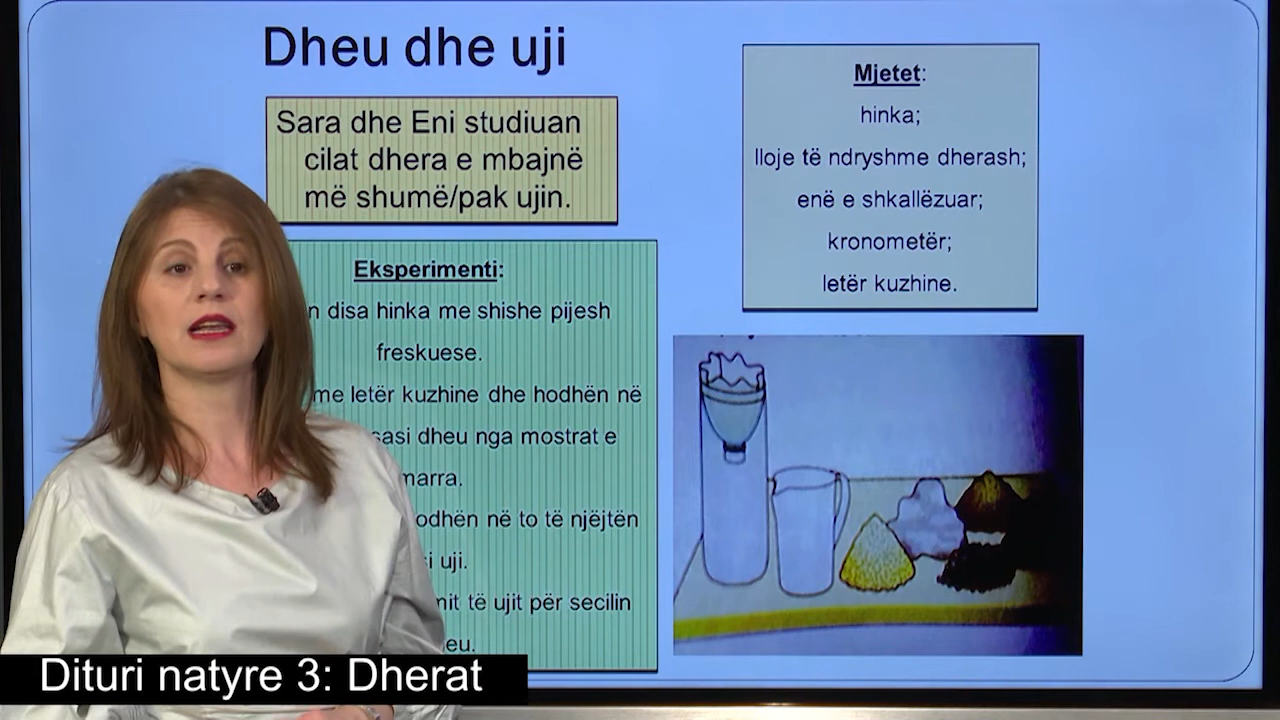 Dheu dhe uji
Sara dhe Eni studiuan
cilat dhera e mbajnë
më shumë/pak ujin.
Eksperimenti:
disa hinka me shishe pijesh
freskuese.
me letër kuzhine dhe hodhën në
sasi dheu nga mostrat e
marra.
në to të njëjtën
uji.
të ujit për secilin
Mjetet:
hinka;
lloje të ndryshme dherash;
enë e shkallëzuar;
kronometër;
letër kuzhine.
Dituri natyre 3: Dherat